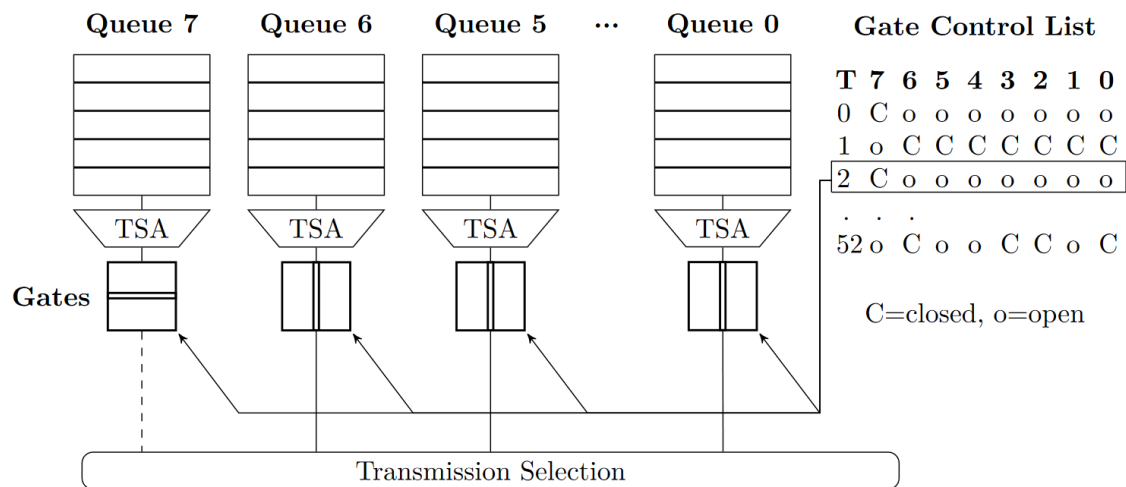 Queue 7 Queue 6 Queue 5 ... Queue 0
TSA TSA TSA TSA
Gates
Transmission Selection
Gate Control List
T 7 6 5 4 3 2 1 0
0 C o o o o o o o
1 o C C C C C C C
2 C o o o o o o o
. . .
52 o C o o C C o C
C=closed, o=open